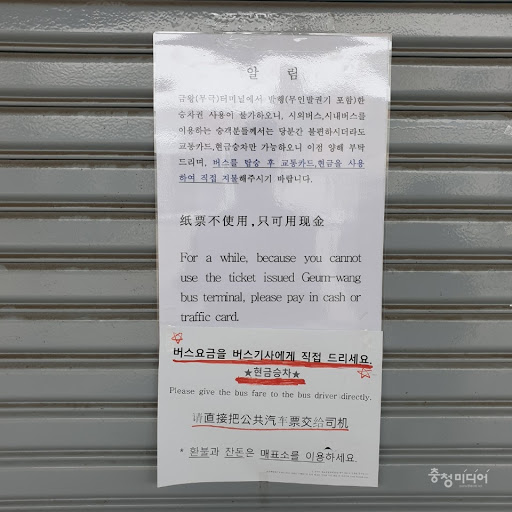 알 림
금왕(무극)터미널에서 발행(무인발권기 포함)한
승차권 사용이 불가하오니, 시외버스,시내버스를
이용하는 승객분들께서는 당분간 불편하시더라도
교통카드,현금승차만 가능하오니 이점 양해 부탁
드리며, 버스를 탑승 후 교통카드,현금을 사용
하여 직접 지불해주시기 바랍니다.
纸票不使用,只可用现金
For a while, because you cannot
use the ticket issued Geum-wang
bus terminal, please pay in cash or
traffic card.
버스요금을 버스기사에게 직접 드리세요.
★현금승차★
Please give the bus fare to the bus driver directly.
请直接把公共汽车票交给司机
* 환불과 잔돈은 매표소를 이용하세요.
충청미디어